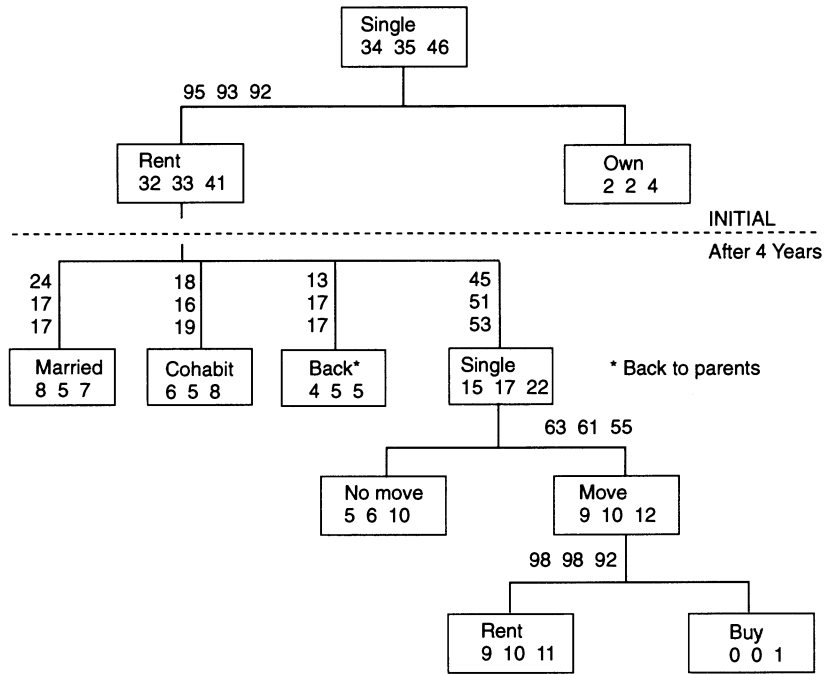 Single
34 35 46
95 93 92
Rent
32 33 41
Own
2 2 4
INITIAL
After 4 Years
24
17
17
18
16
19
13
17
17
45
51
53
Married
8 5 7
Cohabit
6 5 8
Back*
4 5 5
Single
15 17 22
* Back to parents
63 61 55
No move
5 6 10
Move
9 10 12
98 98 92
Rent
9 10 11
Buy
0 0 1